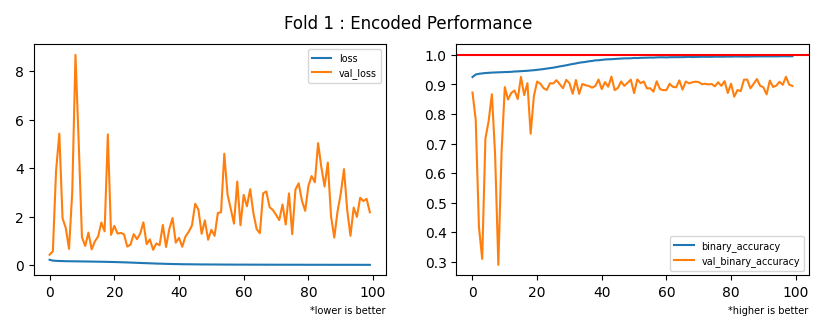 Fold 1 : Encoded Performance
loss
val_loss
8
6
4
2
0
0 20 40 60 80 100
*lower is better
1.0
0.9
0.8
0.7
0.6
0.5
0.4
0.3
binary_accuracy
val_binary_accuracy
0 20 40 60 80 100
*higher is better